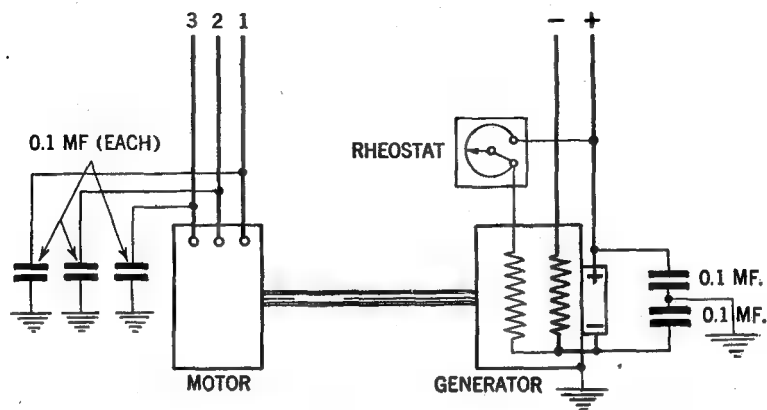 3 2 1
- +
0.1 MF (EACH)
RHEOSTAT
+
-
0.1 MF.
0.1 MF.
MOTOR
GENERATOR